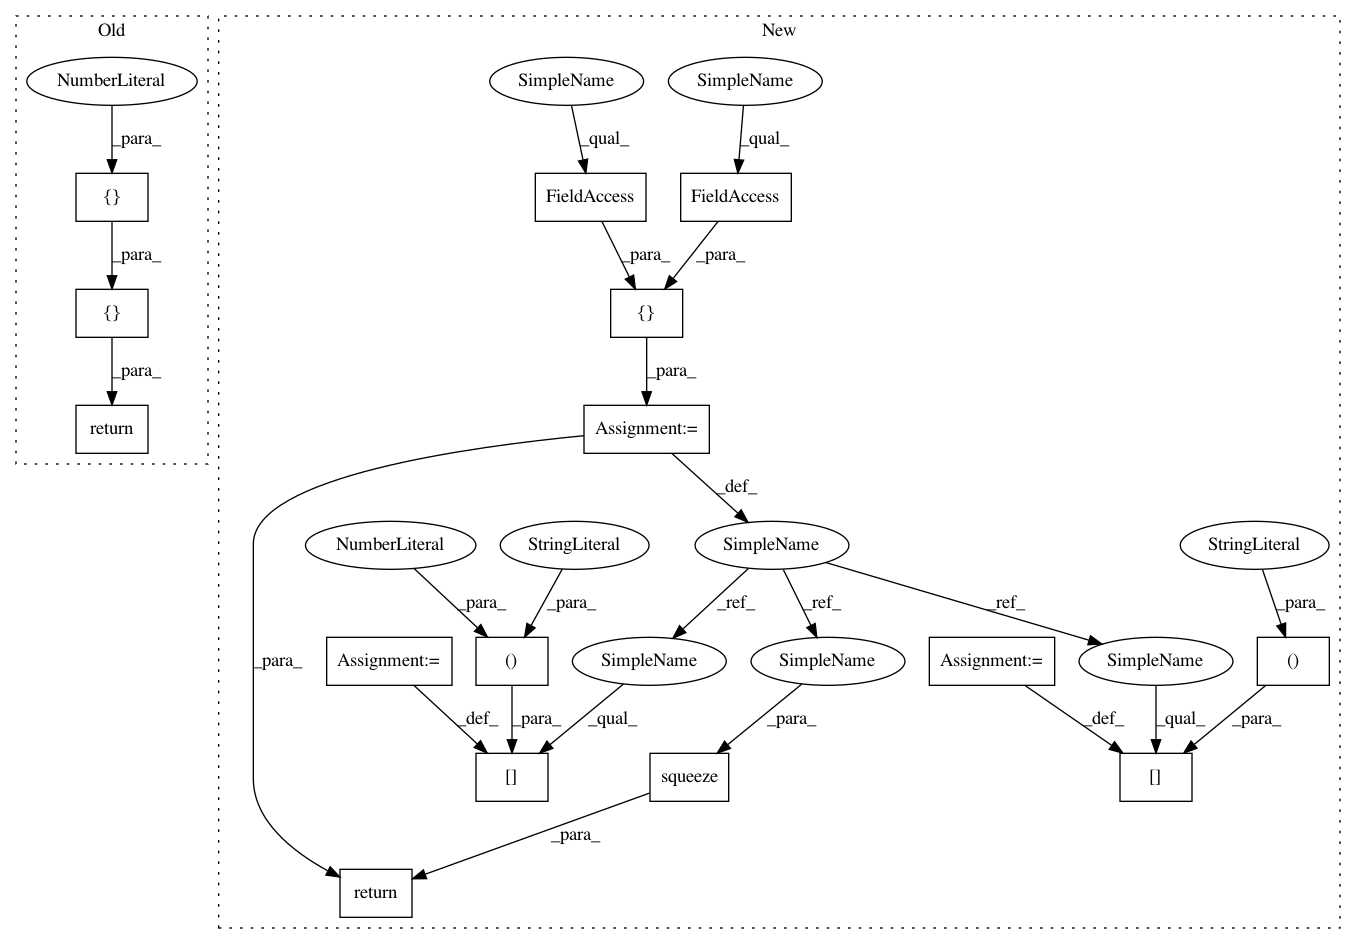 Old
New
NumberLiteral
SimpleName
SimpleName
_para_
_qual_
_qual_
{}
FieldAccess
FieldAccess
_para_
_para_
_para_
{}
{}
_para_
_para_
return
Assignment:=
_def_
NumberLiteral
StringLiteral
SimpleName
StringLiteral
_para_
_para_
_ref_
_ref_
_ref_
_para_
_para_
Assignment:=
()
SimpleName
SimpleName
Assignment:=
SimpleName
()
_def_
_para_
_qual_
_para_
_def_
_qual_
_para_
[]
squeeze
[]
_para_
return